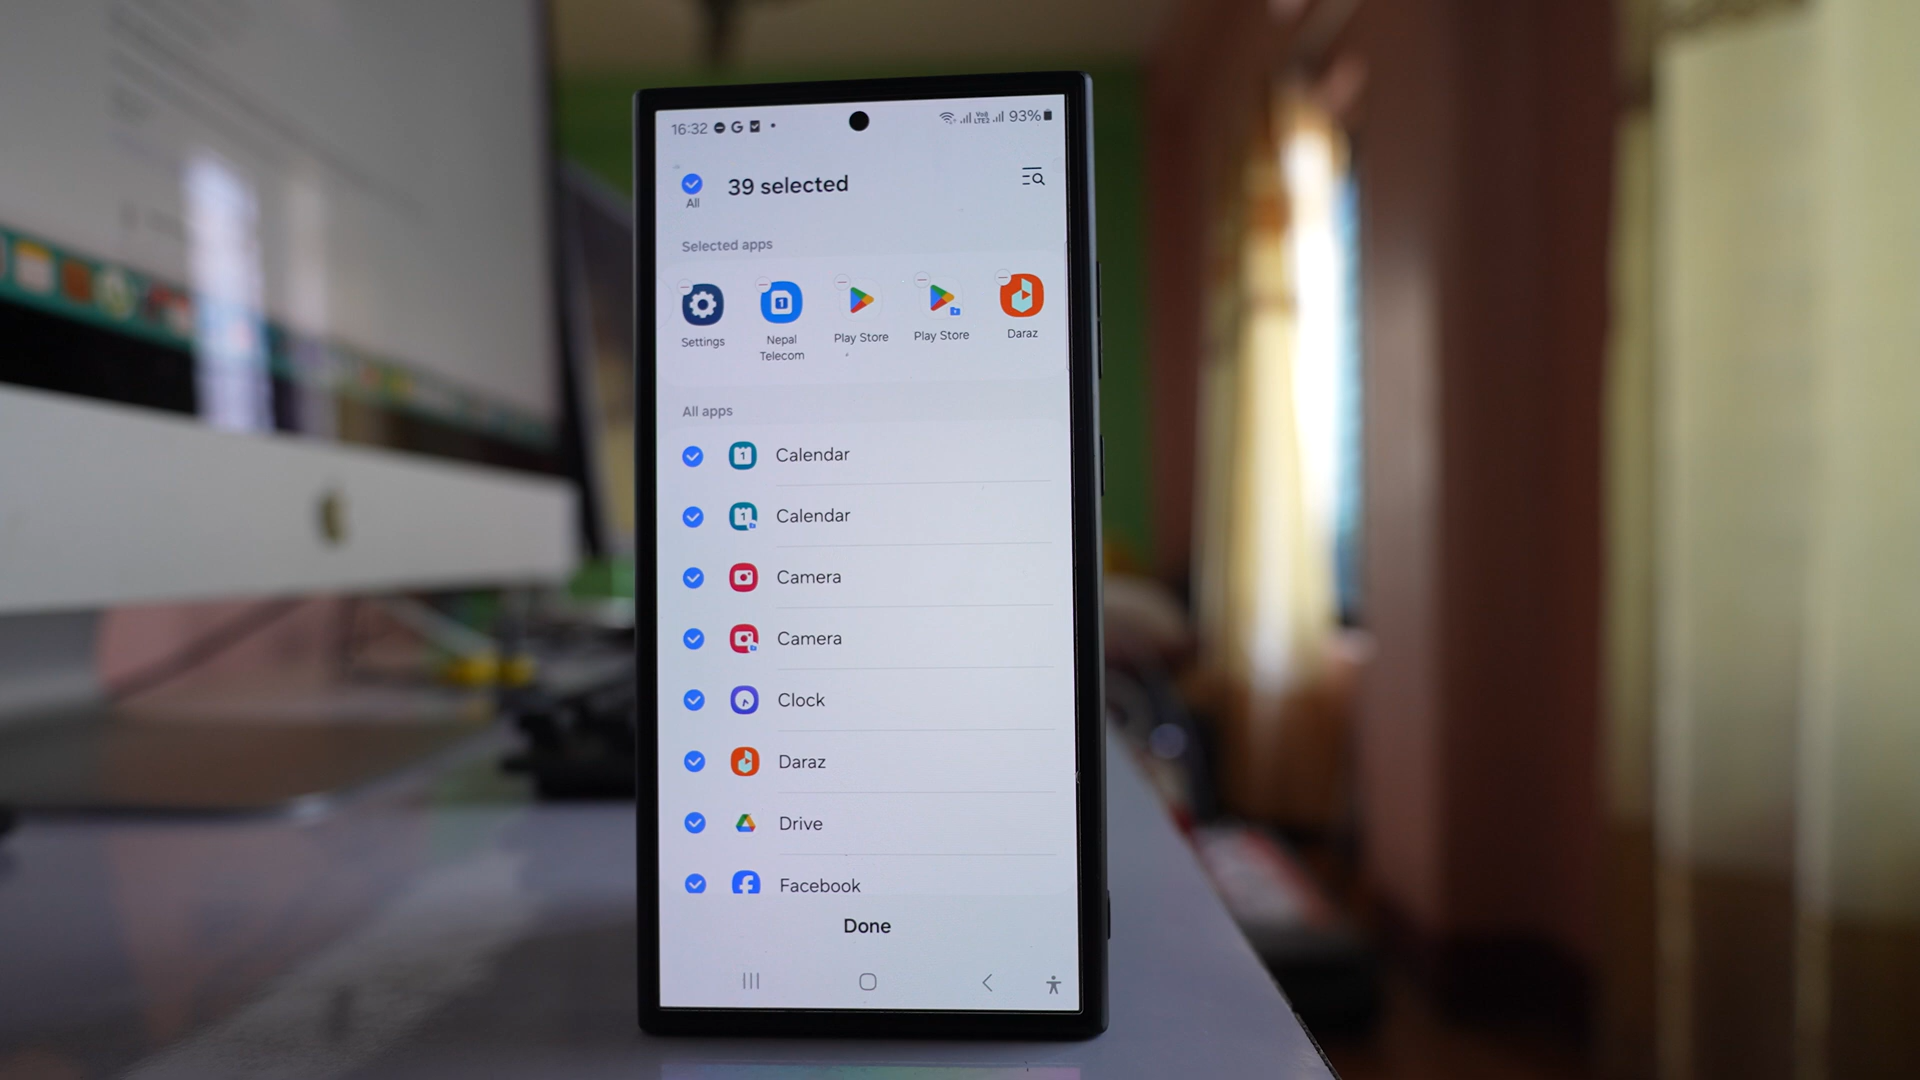 16:32 93%
39 selected
All
Selected apps
Settings
Nepal Telecom
Play Store
Play Store
Daraz
All apps
Calendar
Calendar
Camera
Camera
Clock
Daraz
Drive
Facebook
Done